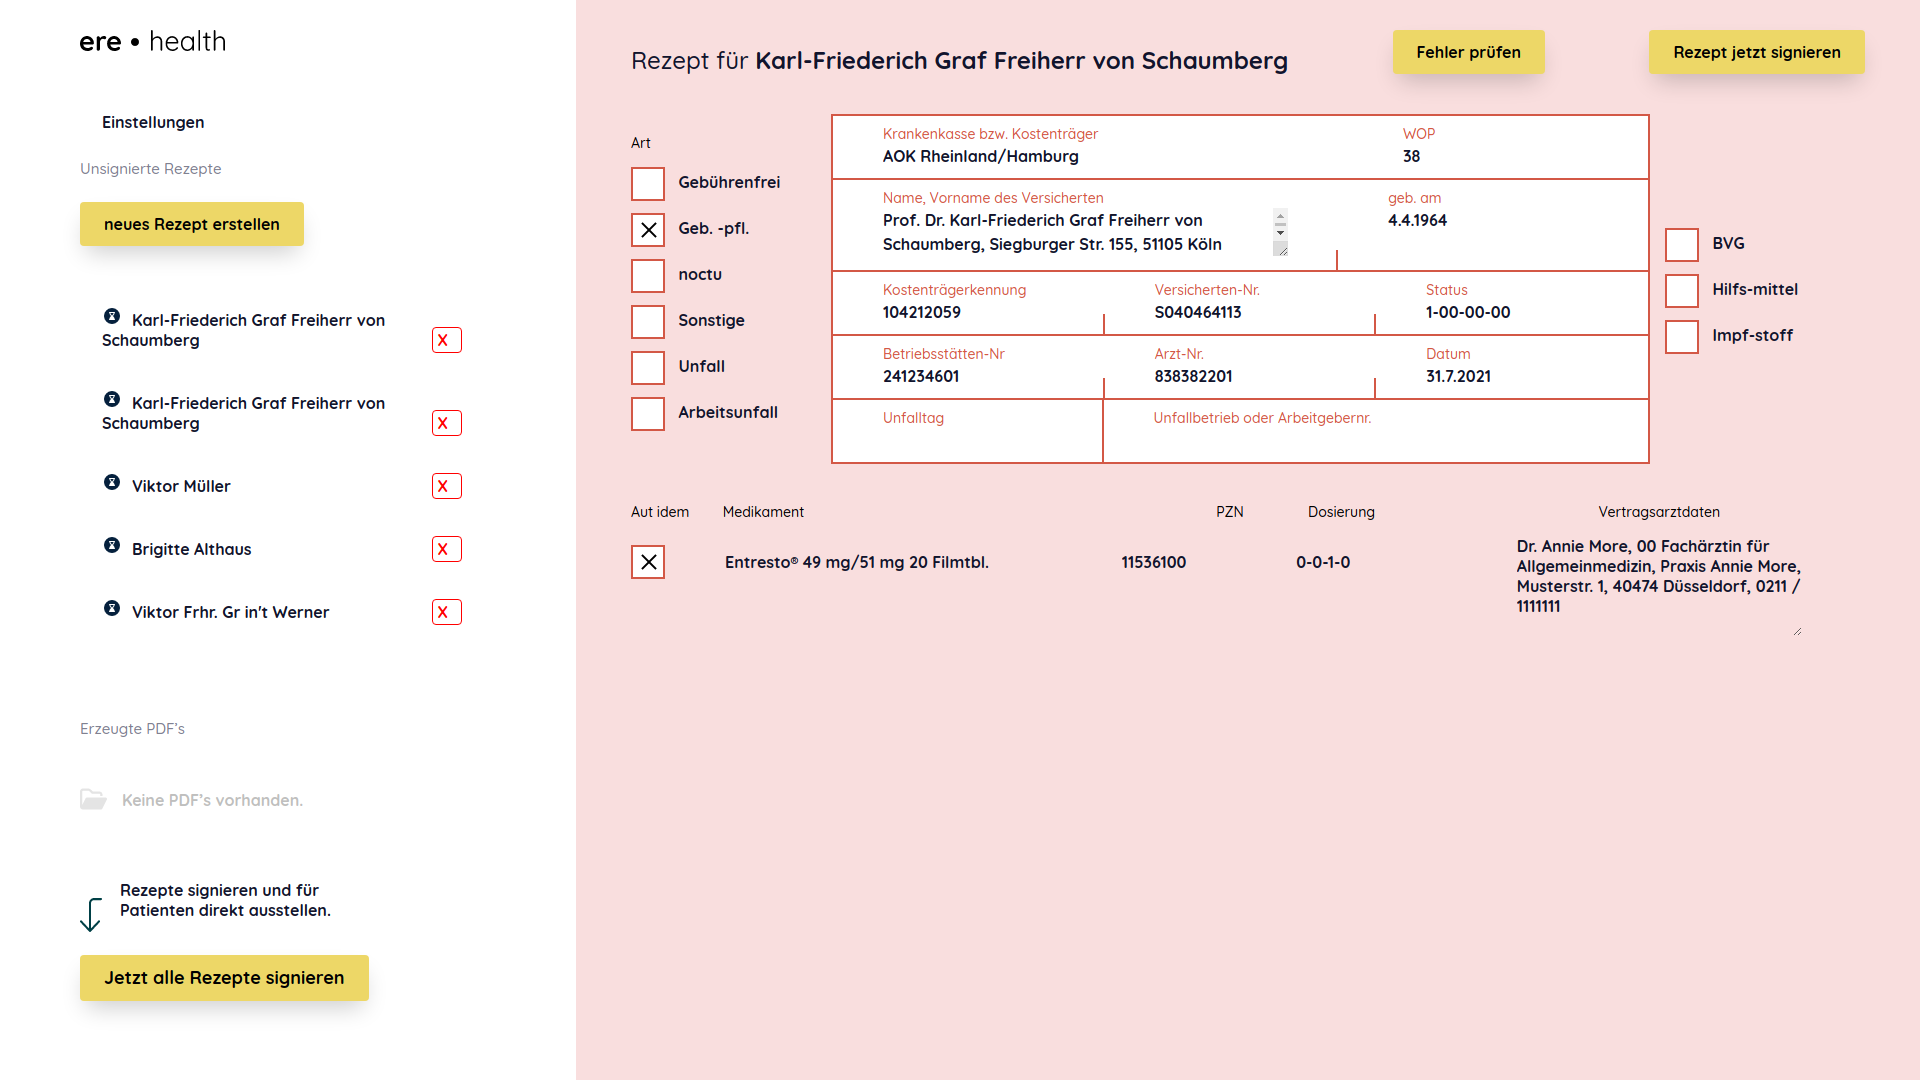 ere • health
Einstellungen
Unsignierte Rezepte
neues Rezept erstellen
Karl-Friederich Graf Freiherr von
Schaumberg
X
Karl-Friederich Graf Freiherr von
Schaumberg
X
Viktor Müller
X
Brigitte Althaus
X
Viktor Frhr. Gr in't Werner
X
Erzeugte PDF's
Keine PDF's vorhanden.
Rezepte signieren und für
Patienten direkt ausstellen.
Jetzt alle Rezepte signieren
Rezept für Karl-Friederich Graf Freiherr von Schaumberg
Fehler prüfen
Rezept jetzt signieren
Art
Gebührenfrei
Geb. -pfl.
noctu
Sonstige
Unfall
Arbeitsunfall
Krankenkasse bzw. Kostenträger
AOK Rheinland/Hamburg
WOP
38
Name, Vorname des Versicherten
Prof. Dr. Karl-Friederich Graf Freiherr von
Schaumberg, Siegburger Str. 155, 51105 Köln
geb. am
4.4.1964
Kostenträgerkennung
104212059
Versicherten-Nr.
S040464113
Status
1-00-00-00
Betriebsstätten-Nr
241234601
Arzt-Nr.
838382201
Datum
31.7.2021
Unfalltag
Unfallbetrieb oder Arbeitgebernr.
BVG
Hilfs-mittel
Impf-stoff
Aut idem Medikament PZN Dosierung Vertragsarztdaten
Entresto® 49 mg/51 mg 20 Filmtbl. 11536100 0-0-1-0
Dr. Annie More, 00 Fachärztin für
Allgemeinmedizin, Praxis Annie More,
Musterstr. 1, 40474 Düsseldorf, 0211 /
1111111